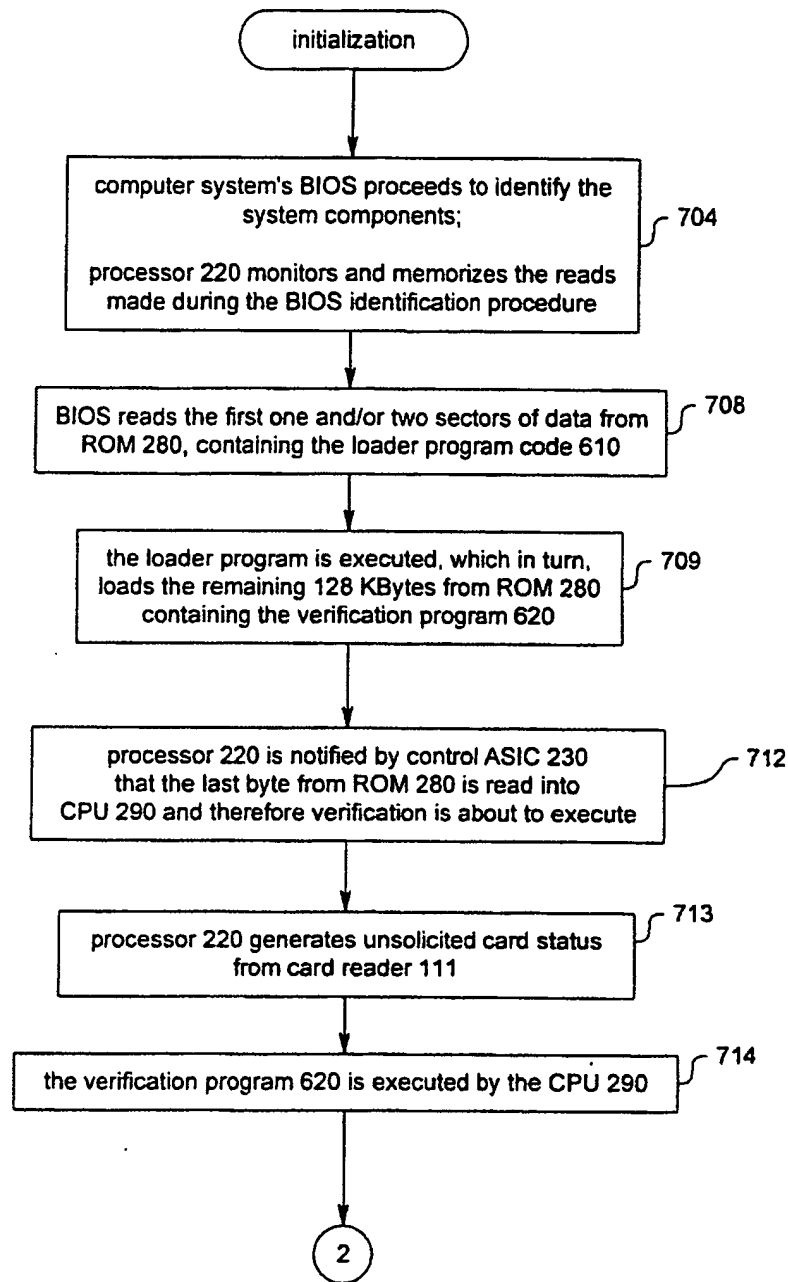 initialization
computer system's BIOS proceeds to identify the
system components;
processor 220 monitors and memorizes the reads
made during the BIOS identification procedure
704
BIOS reads the first one and/or two sectors of data from
ROM 280, containing the loader program code 610
708
the loader program is executed, which in turn,
loads the remaining 128 KBytes from ROM 280
containing the verification program 620
709
processor 220 is notified by control ASIC 230
that the last byte from ROM 280 is read into
CPU 290 and therefore verification is about to execute
712
processor 220 generates unsolicited card status
from card reader 111
713
the verification program 620 is executed by the CPU 290
714
2